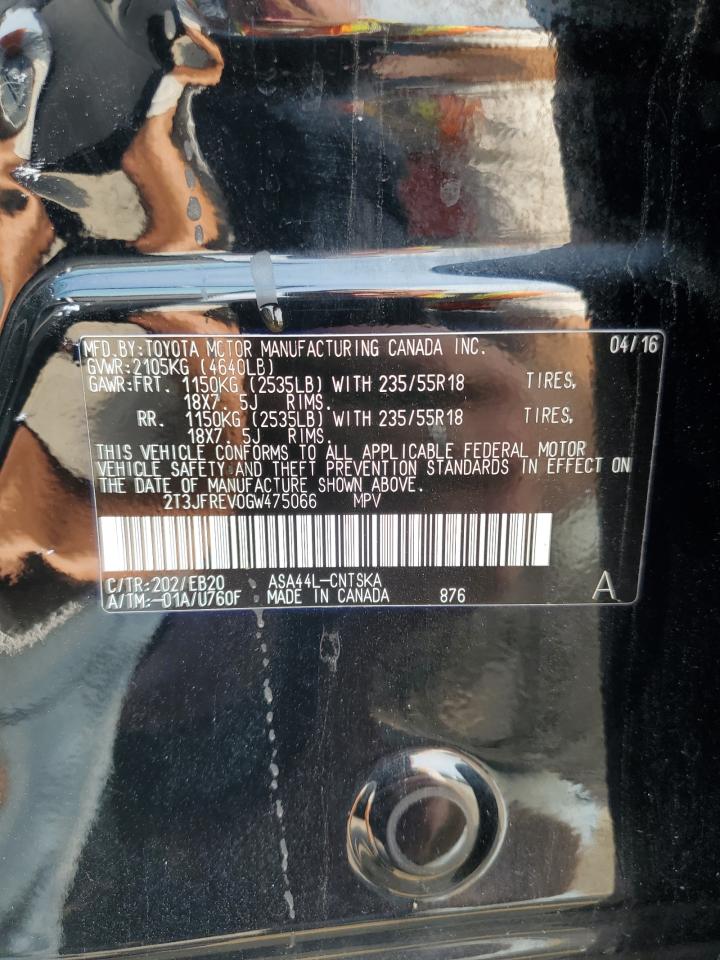 MFD.BY:TOYOTA MOTOR MANUFACTURING CANADA INC. 04/16
GVWR:2105KG (4640LB)
GAWR:FRT. 1150KG (2535LB) WITH 235/55R18 TIRES,
18X7. 5J RIMS.
RR. 1150KG (2535LB) WITH 235/55R18 TIRES,
18X7. 5J RIMS.
THIS VEHICLE CONFORMS TO ALL APPLICABLE FEDERAL MOTOR
VEHICLE SAFETY AND THEFT PREVENTION STANDARDS IN EFFECT ON
THE DATE OF MANUFACTURE SHOWN ABOVE.
2T3JFREV0GW475066 MPV
C/TR:202/EB20 ASA44L-CNTSKA
A/TM:-01A/U760F MADE IN CANADA 876 A